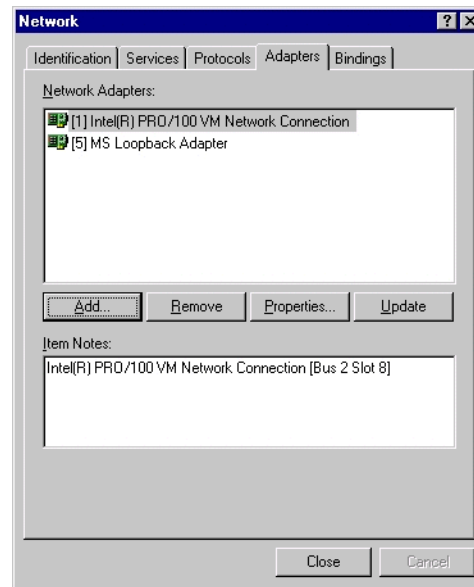 Network
Identification Services Protocols Adapters Bindings
Network Adapters:
[1] Intel(R) PRO/100 VM Network Connection
[5] MS Loopback Adapter
Add... Remove Properties... Update
Item Notes:
Intel(R) PRO/100 VM Network Connection [Bus 2 Slot 8]
Close Cancel